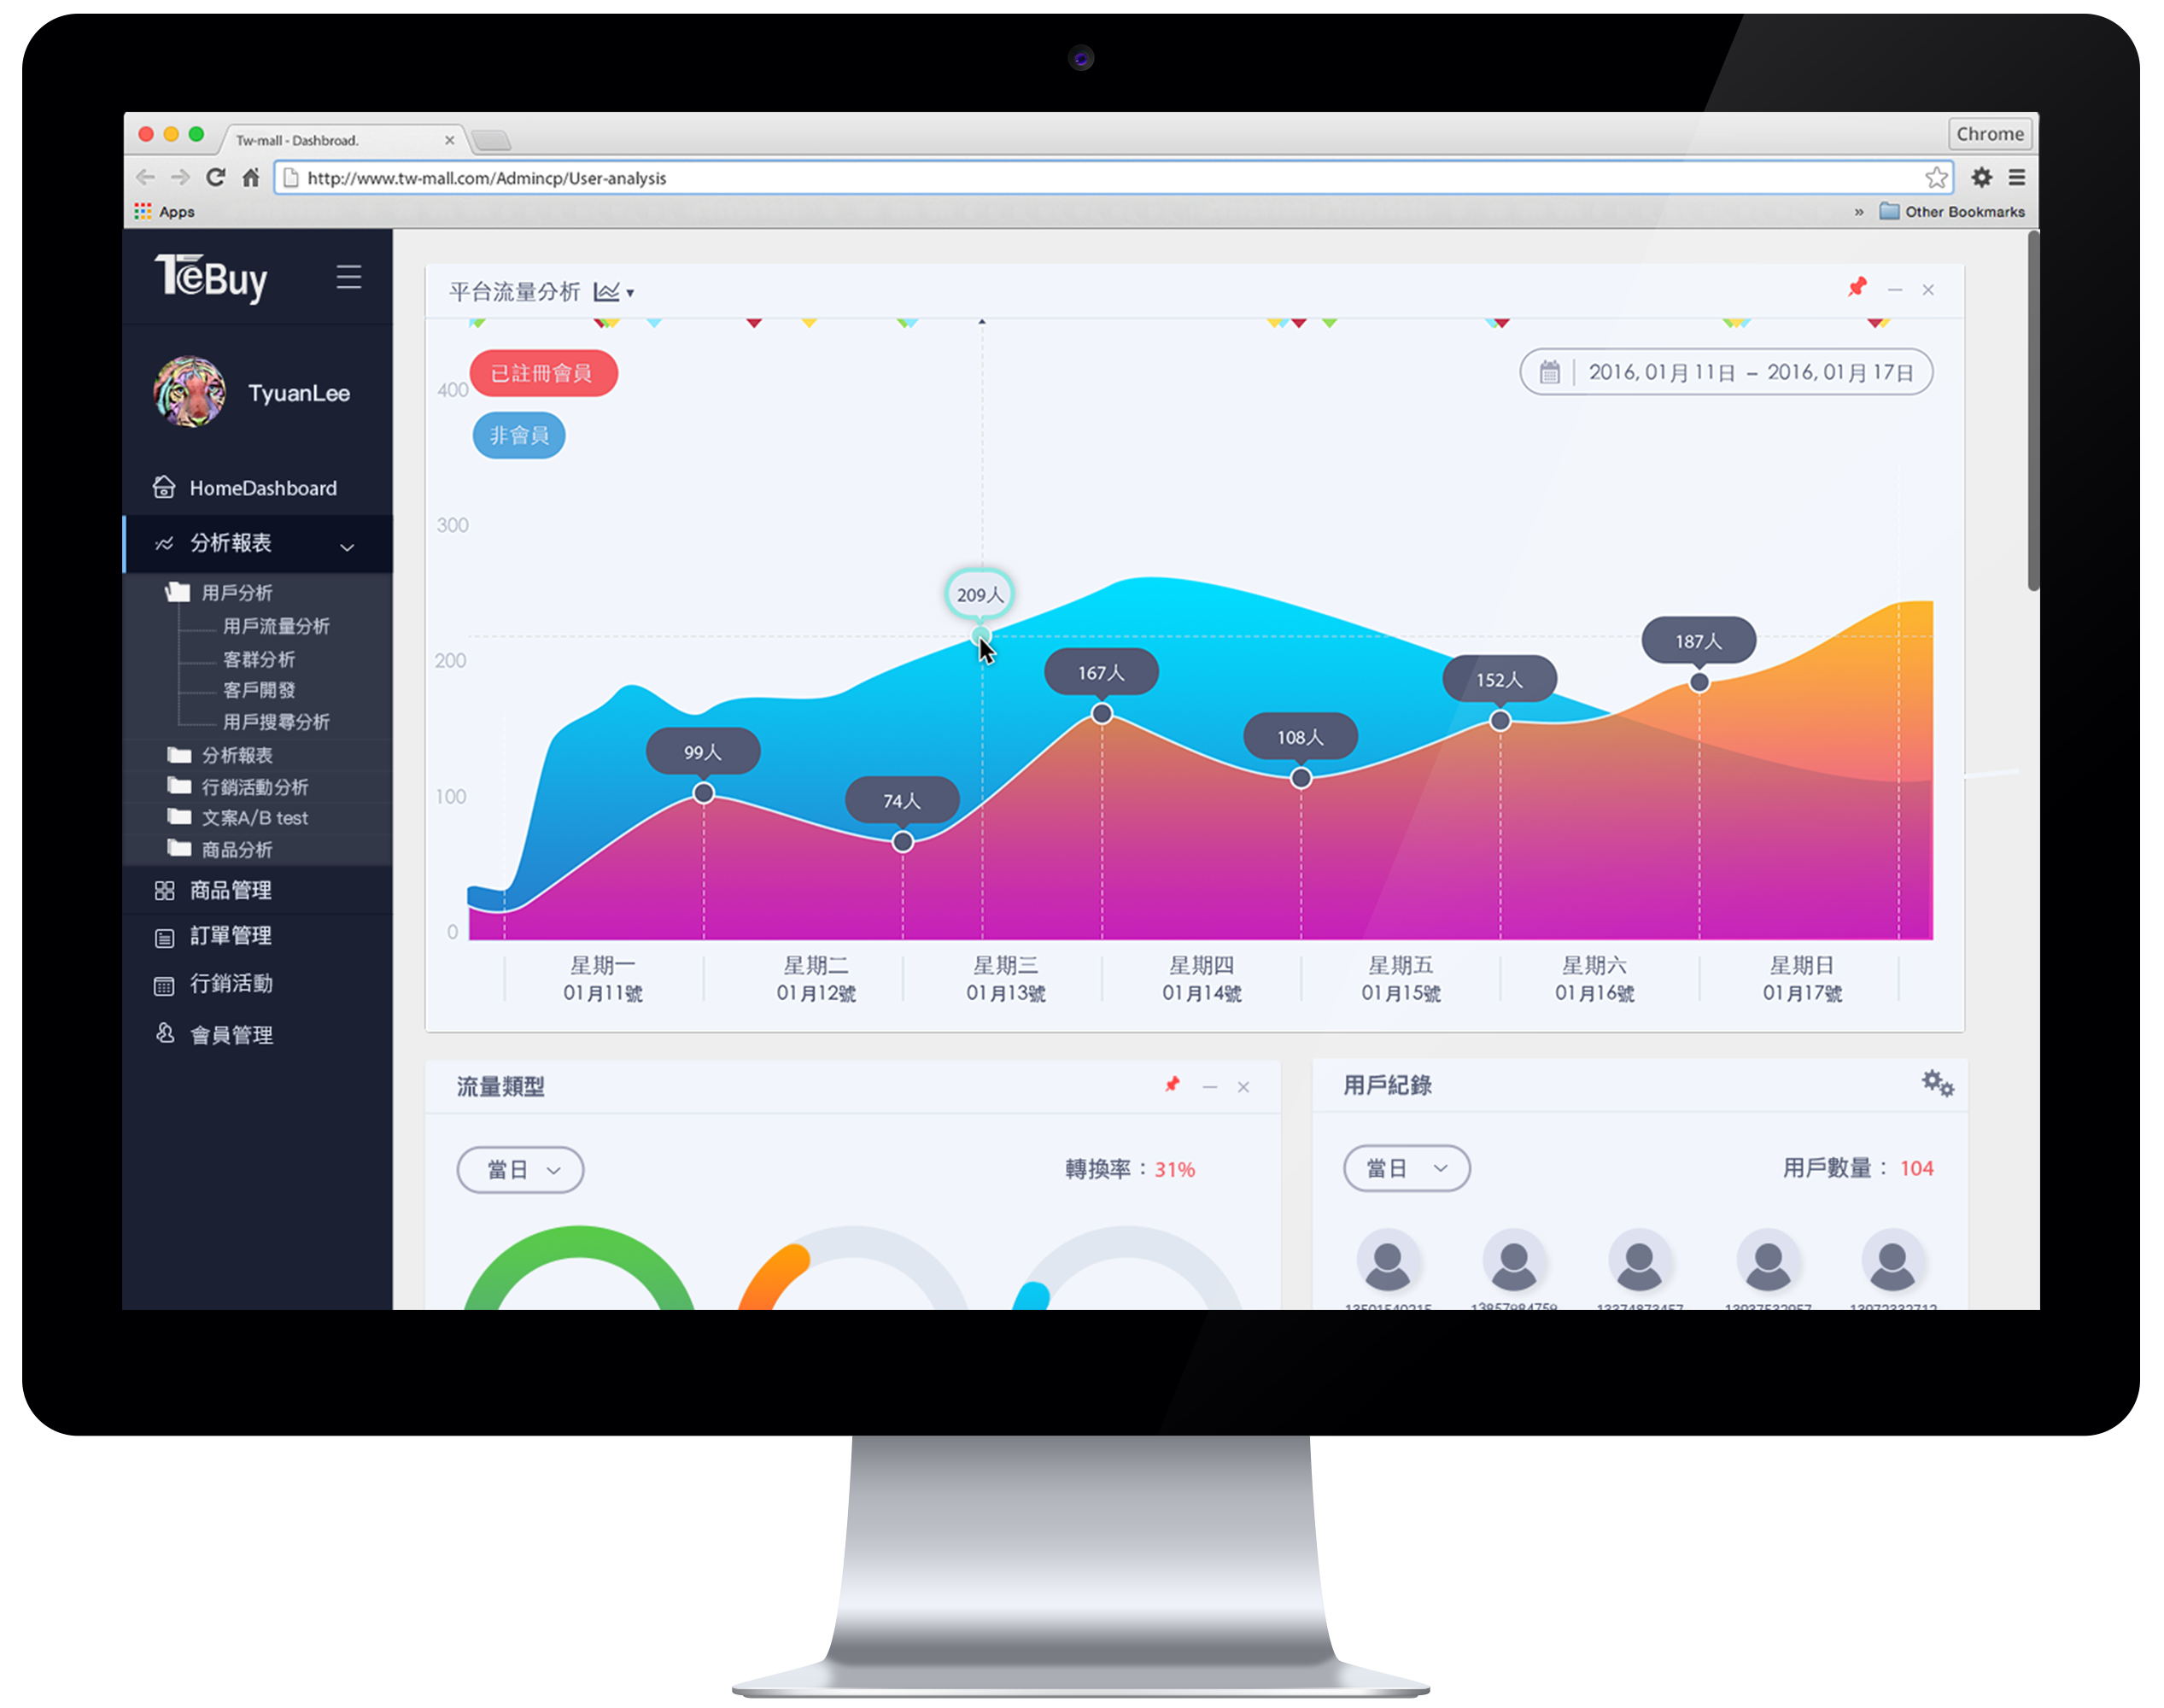 Tw-mall - Dashbroad.
Chrome
http://www.tw-mall.com/Admincp/User-analysis
Apps
» Other Bookmarks
TeBuy
TyuanLee
HomeDashboard
分析報表
用戶分析
用戶流量分析
客群分析
客戶開發
用戶搜尋分析
分析報表
行銷活動分析
文案A/B test
商品分析
商品管理
訂單管理
行銷活動
會員管理
平台流量分析
已註冊會員
非會員
2016, 01月 11日 – 2016, 01月 17日
400
300
200
100
0
209人
99人
74人
167人
108人
152人
187人
星期一 星期二 星期三 星期四 星期五 星期六 星期日
01月11號 01月12號 01月13號 01月14號 01月15號 01月16號 01月17號
流量類型
當日
轉換率：31%
用戶紀錄
當日
用戶數量： 104